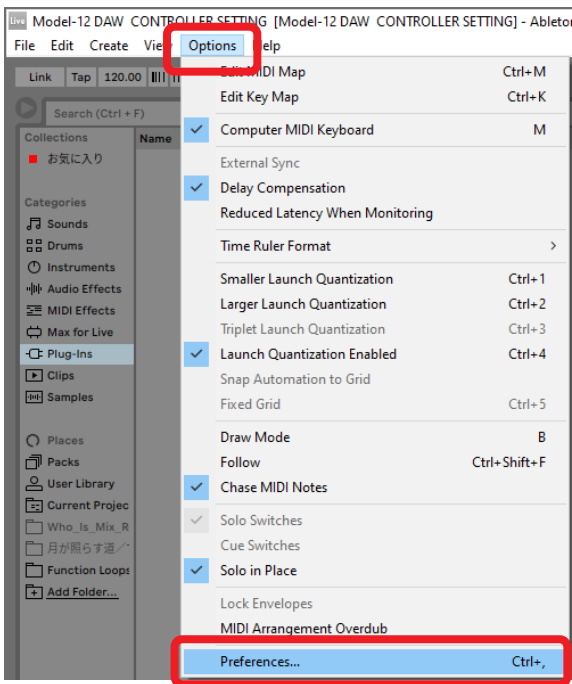 Live Model-12 DAW CONTROLLER SETTING [Model-12 DAW CONTROLLER SETTING] - Ableton
File Edit Create View Options Help
Link Tap 120.00
Search (Ctrl + F)
Collections
お気に入り
Categories
Sounds
Drums
Instruments
Audio Effects
MIDI Effects
Max for Live
Plug-Ins
Clips
Samples
Places
Packs
User Library
Current Projec
Who_Is_Mix_R
月が照らす道／
Function Loops
Add Folder...
Name
Edit MIDI Map Ctrl+M
Edit Key Map Ctrl+K
Computer MIDI Keyboard M
External Sync
Delay Compensation
Reduced Latency When Monitoring
Time Ruler Format
Smaller Launch Quantization Ctrl+1
Larger Launch Quantization Ctrl+2
Triplet Launch Quantization Ctrl+3
Launch Quantization Enabled Ctrl+4
Snap Automation to Grid
Fixed Grid Ctrl+5
Draw Mode B
Follow Ctrl+Shift+F
Chase MIDI Notes
Solo Switches
Cue Switches
Solo in Place
Lock Envelopes
MIDI Arrangement Overdub
Preferences... Ctrl+,